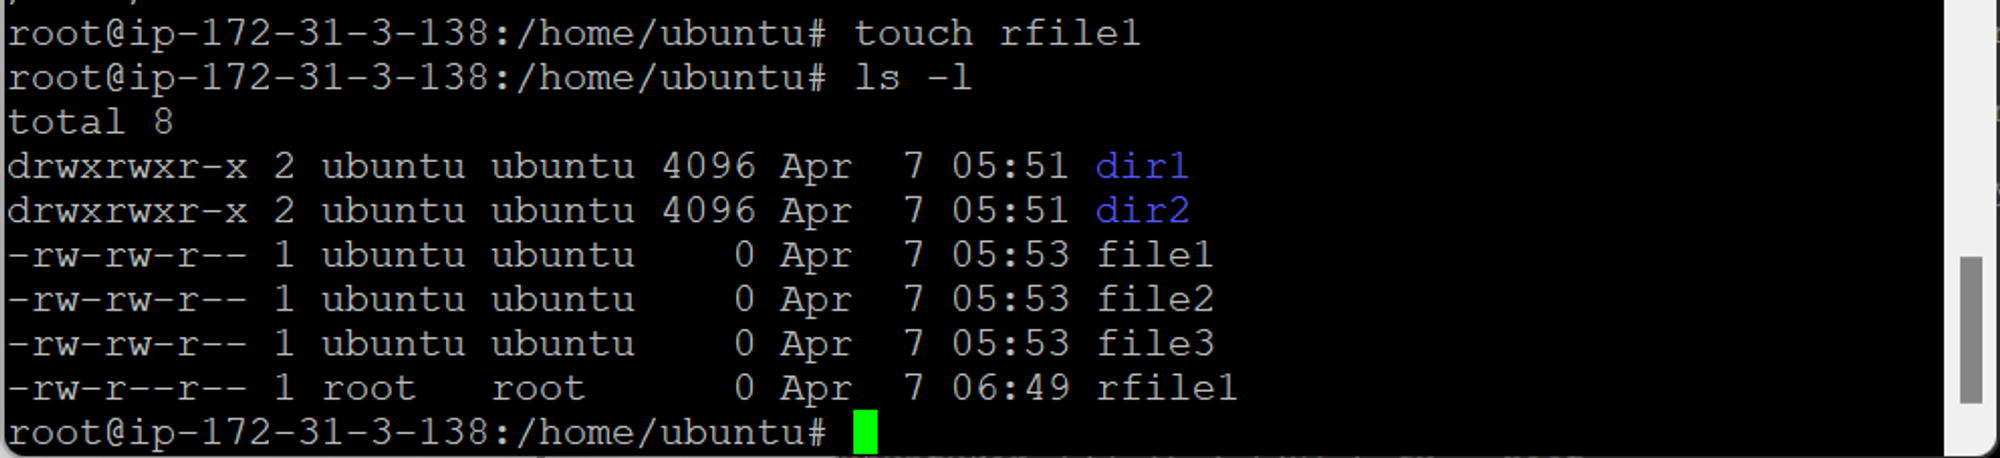 root@ip-172-31-3-138:/home/ubuntu# touch rfile1
root@ip-172-31-3-138:/home/ubuntu# ls -l
total 8
drwxrwxr-x 2 ubuntu ubuntu 4096 Apr  7 05:51 dir1
drwxrwxr-x 2 ubuntu ubuntu 4096 Apr  7 05:51 dir2
-rw-rw-r-- 1 ubuntu ubuntu    0 Apr  7 05:53 file1
-rw-rw-r-- 1 ubuntu ubuntu    0 Apr  7 05:53 file2
-rw-rw-r-- 1 ubuntu ubuntu    0 Apr  7 05:53 file3
-rw-r--r-- 1 root   root      0 Apr  7 06:49 rfile1
root@ip-172-31-3-138:/home/ubuntu#